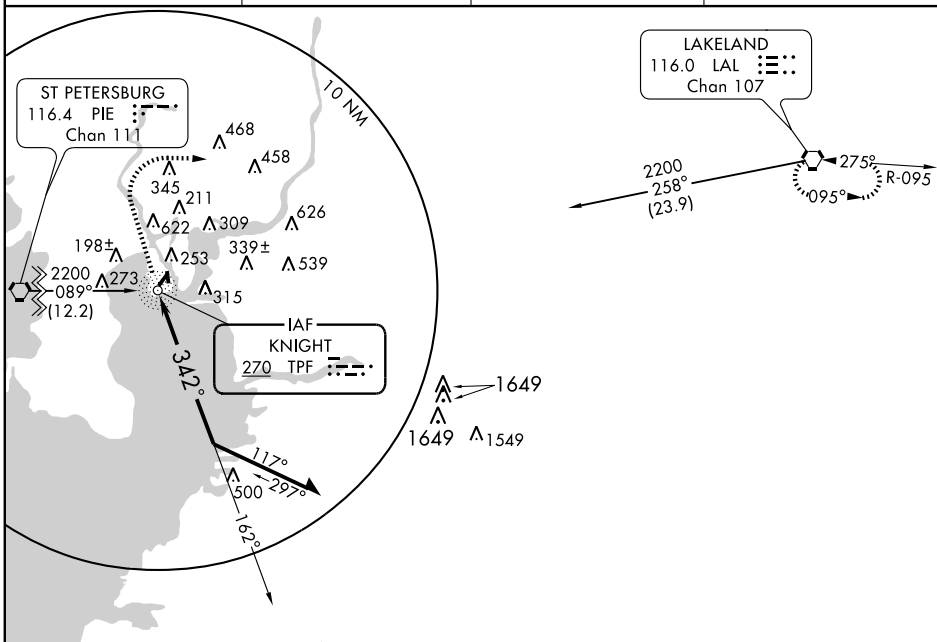 LAKELAND
116.0 LAL
Chan 107
ST PETERSBURG
116.4 PIE
Chan 111
10 NM
468
458
345
211
622
309
626
198±
253
339±
539
273
315
2200
089°
(12.2)
2200
258°
(23.9)
275°
R-095
095°
IAF
KNIGHT
270 TPF
342°
1649
1649
1549
117°
297°
500
162°